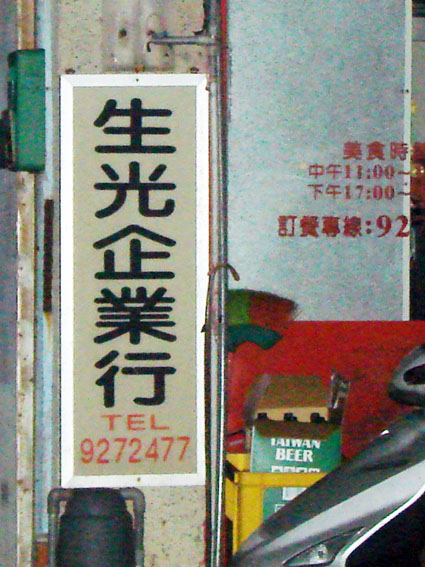 生光企業行
TEL
9272477
美食時
中午11:00~
下午17:00~
訂餐專線:92
TAIWAN
BEER